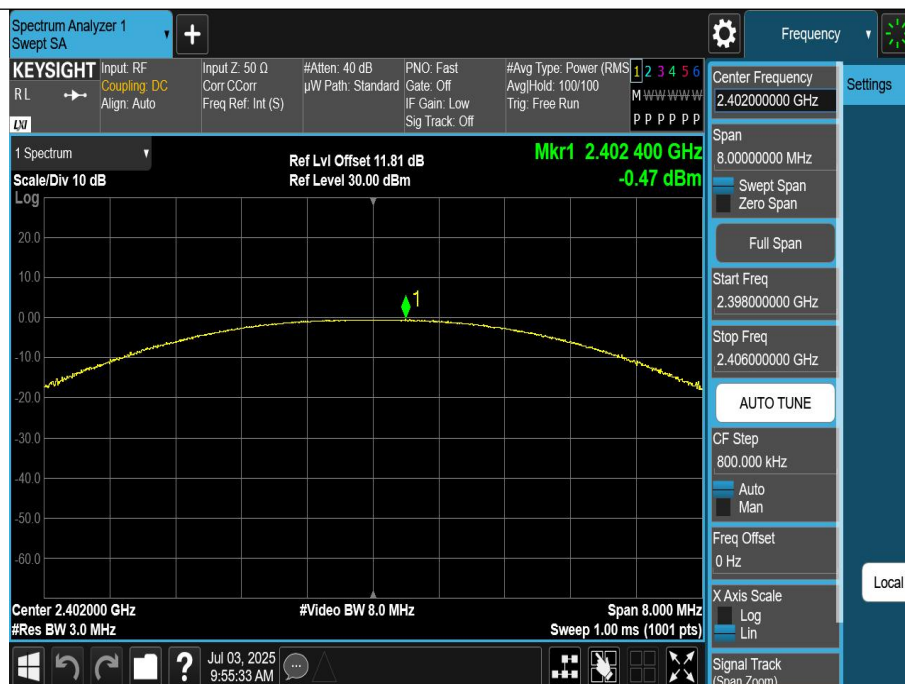 Spectrum Analyzer 1
Swept SA
+
Frequency
KEYSIGHT
RL
LXI
Input: RF
Coupling: DC
Align: Auto
Input Z: 50 Ω
Corr CCorr
Freq Ref: Int (S)
#Atten: 40 dB
µW Path: Standard
PNO: Fast
Gate: Off
IF Gain: Low
Sig Track: Off
#Avg Type: Power (RMS
Avg|Hold: 100/100
Trig: Free Run
1 2 3 4 5 6
M W W W W W
P P P P P P
1 Spectrum
Scale/Div 10 dB
Log
Ref Lvl Offset 11.81 dB
Ref Level 30.00 dBm
Mkr1 2.402 400 GHz
-0.47 dBm
20.0
10.0
0.00
-10.0
-20.0
-30.0
-40.0
-50.0
-60.0
1
Center 2.402000 GHz
#Res BW 3.0 MHz
#Video BW 8.0 MHz
Span 8.000 MHz
Sweep 1.00 ms (1001 pts)
?
Jul 03, 2025
9:55:33 AM
Center Frequency
2.402000000 GHz
Span
8.00000000 MHz
Swept Span
Zero Span
Full Span
Start Freq
2.398000000 GHz
Stop Freq
2.406000000 GHz
AUTO TUNE
CF Step
800.000 kHz
Auto
Man
Freq Offset
0 Hz
X Axis Scale
Log
Lin
Signal Track
(Span Zoom)
Settings
Local